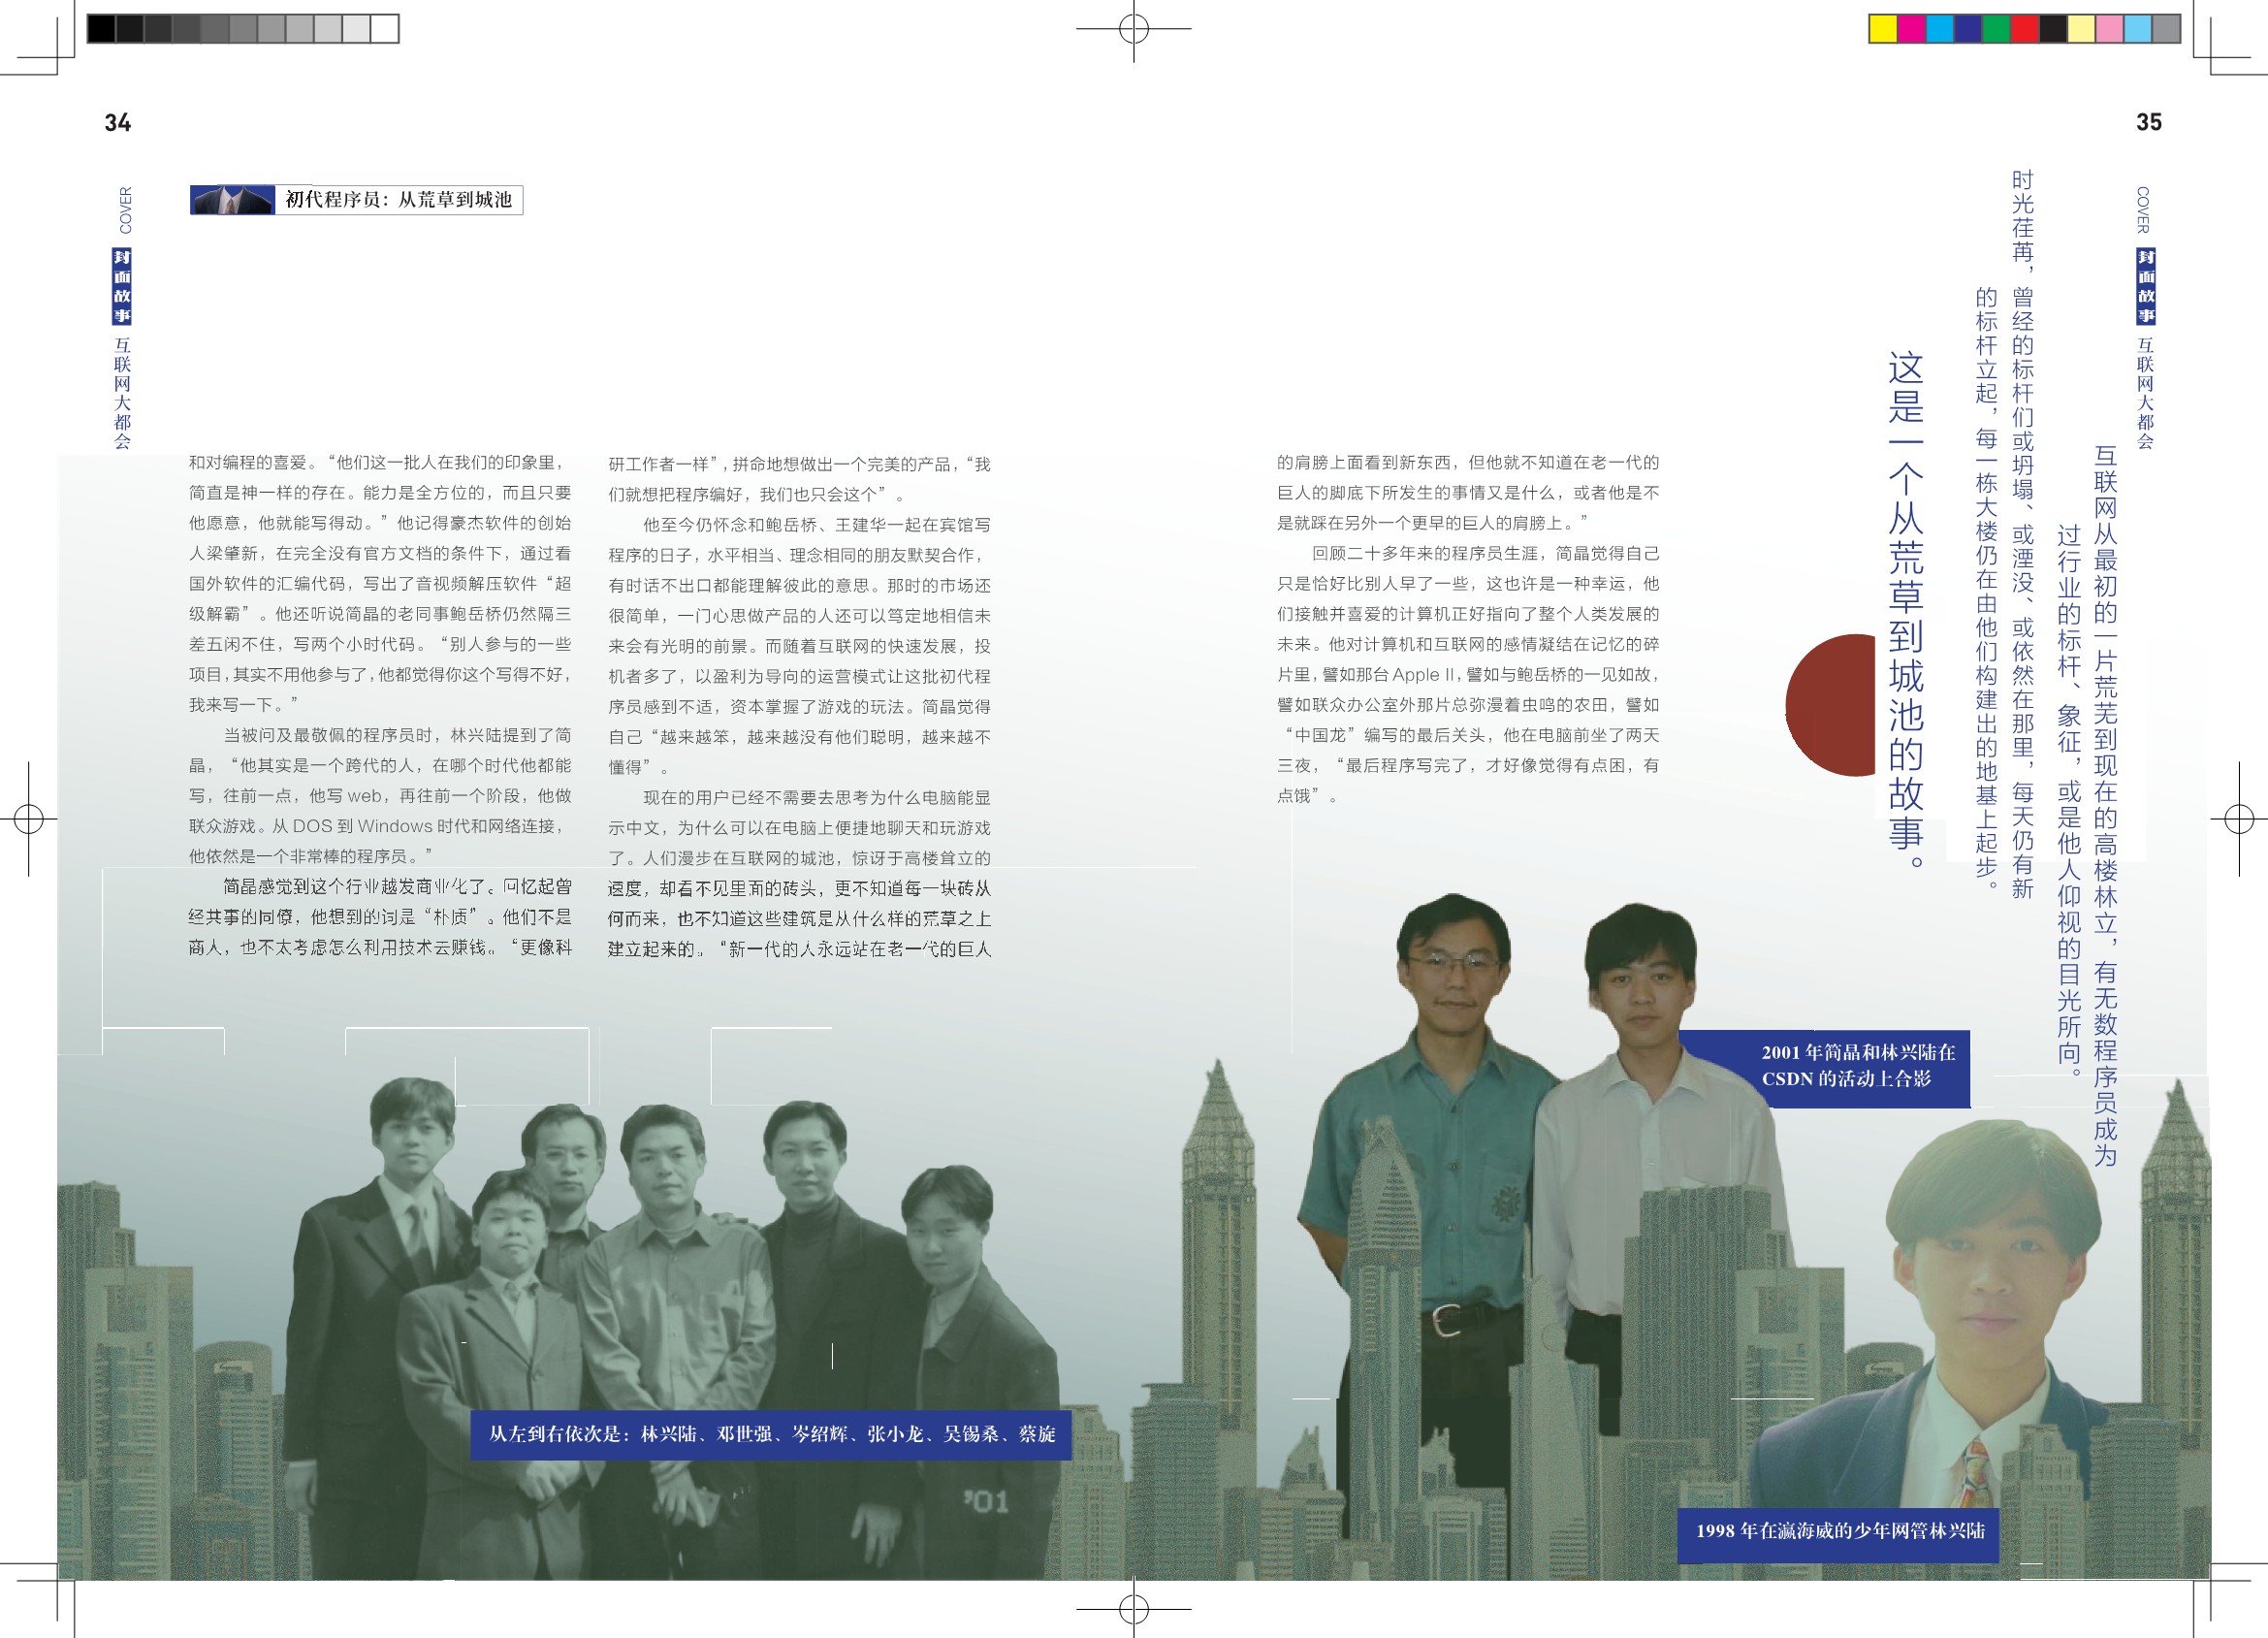 34
COVER
封面故事
互联网大都会
初代程序员：从荒草到城池
和对编程的喜爱。“他们这一批人在我们的印象里，
简直是神一样的存在。能力是全方位的，而且只要
他愿意，他就能写得动。”他记得豪杰软件的创始
人梁肇新，在完全没有官方文档的条件下，通过看
国外软件的汇编代码，写出了音视频解压软件“超
级解霸”。他还听说简晶的老同事鲍岳桥仍然隔三
差五闲不住，写两个小时代码。“别人参与的一些
项目，其实不用他参与了，他都觉得你这个写得不好，
我来写一下。”
当被问及最敬佩的程序员时，林兴陆提到了简
晶，“他其实是一个跨代的人，在哪个时代他都能
写，往前一点，他写 web，再往前一个阶段，他做
联众游戏。从 DOS 到 Windows 时代和网络连接，
他依然是一个非常棒的程序员。”
简晶感觉到这个行业越发商业化了。回忆起曾
经共事的同僚，他想到的词是“朴质”。他们不是
商人，也不太考虑怎么利用技术去赚钱。“更像科
研工作者一样”，拼命地想做出一个完美的产品，“我
们就想把程序编好，我们也只会这个”。
他至今仍怀念和鲍岳桥、王建华一起在宾馆写
程序的日子，水平相当、理念相同的朋友默契合作，
有时话不出口都能理解彼此的意思。那时的市场还
很简单，一门心思做产品的人还可以笃定地相信未
来会有光明的前景。而随着互联网的快速发展，投
机者多了，以盈利为导向的运营模式让这批初代程
序员感到不适，资本掌握了游戏的玩法。简晶觉得
自己“越来越笨，越来越没有他们聪明，越来越不
懂得”。
现在的用户已经不需要去思考为什么电脑能显
示中文，为什么可以在电脑上便捷地聊天和玩游戏
了。人们漫步在互联网的城池，惊讶于高楼耸立的
速度，却看不见里面的砖头，更不知道每一块砖从
何而来，也不知道这些建筑是从什么样的荒草之上
建立起来的。“新一代的人永远站在老一代的巨人
的肩膀上面看到新东西，但他就不知道在老一代的
巨人的脚底下所发生的事情又是什么，或者他是不
是就踩在另外一个更早的巨人的肩膀上。”
回顾二十多年来的程序员生涯，简晶觉得自己
只是恰好比别人早了一些，这也许是一种幸运，他
们接触并喜爱的计算机正好指向了整个人类发展的
未来。他对计算机和互联网的感情凝结在记忆的碎
片里，譬如那台 Apple II，譬如与鲍岳桥的一见如故，
譬如联众办公室外那片总弥漫着虫鸣的农田，譬如
“中国龙”编写的最后关头，他在电脑前坐了两天
三夜，“最后程序写完了，才好像觉得有点困，有
点饿”。
35
COVER
封面故事
互联网大都会
互联网从最初的一片荒芜到现在的高楼林立，有无数程序员成为
过行业的标杆、象征，或是他人仰视的目光所向。
时光荏苒，曾经的标杆们或坍塌、或湮没、或依然在那里，每天仍有新
的标杆立起，每一栋大楼仍在由他们构建出的地基上起步。
这是一个从荒草到城池的故事。
2001 年简晶和林兴陆在
CSDN 的活动上合影
从左到右依次是：林兴陆、邓世强、岑绍辉、张小龙、吴锡桑、蔡旋
'01
1998 年在瀛海威的少年网管林兴陆